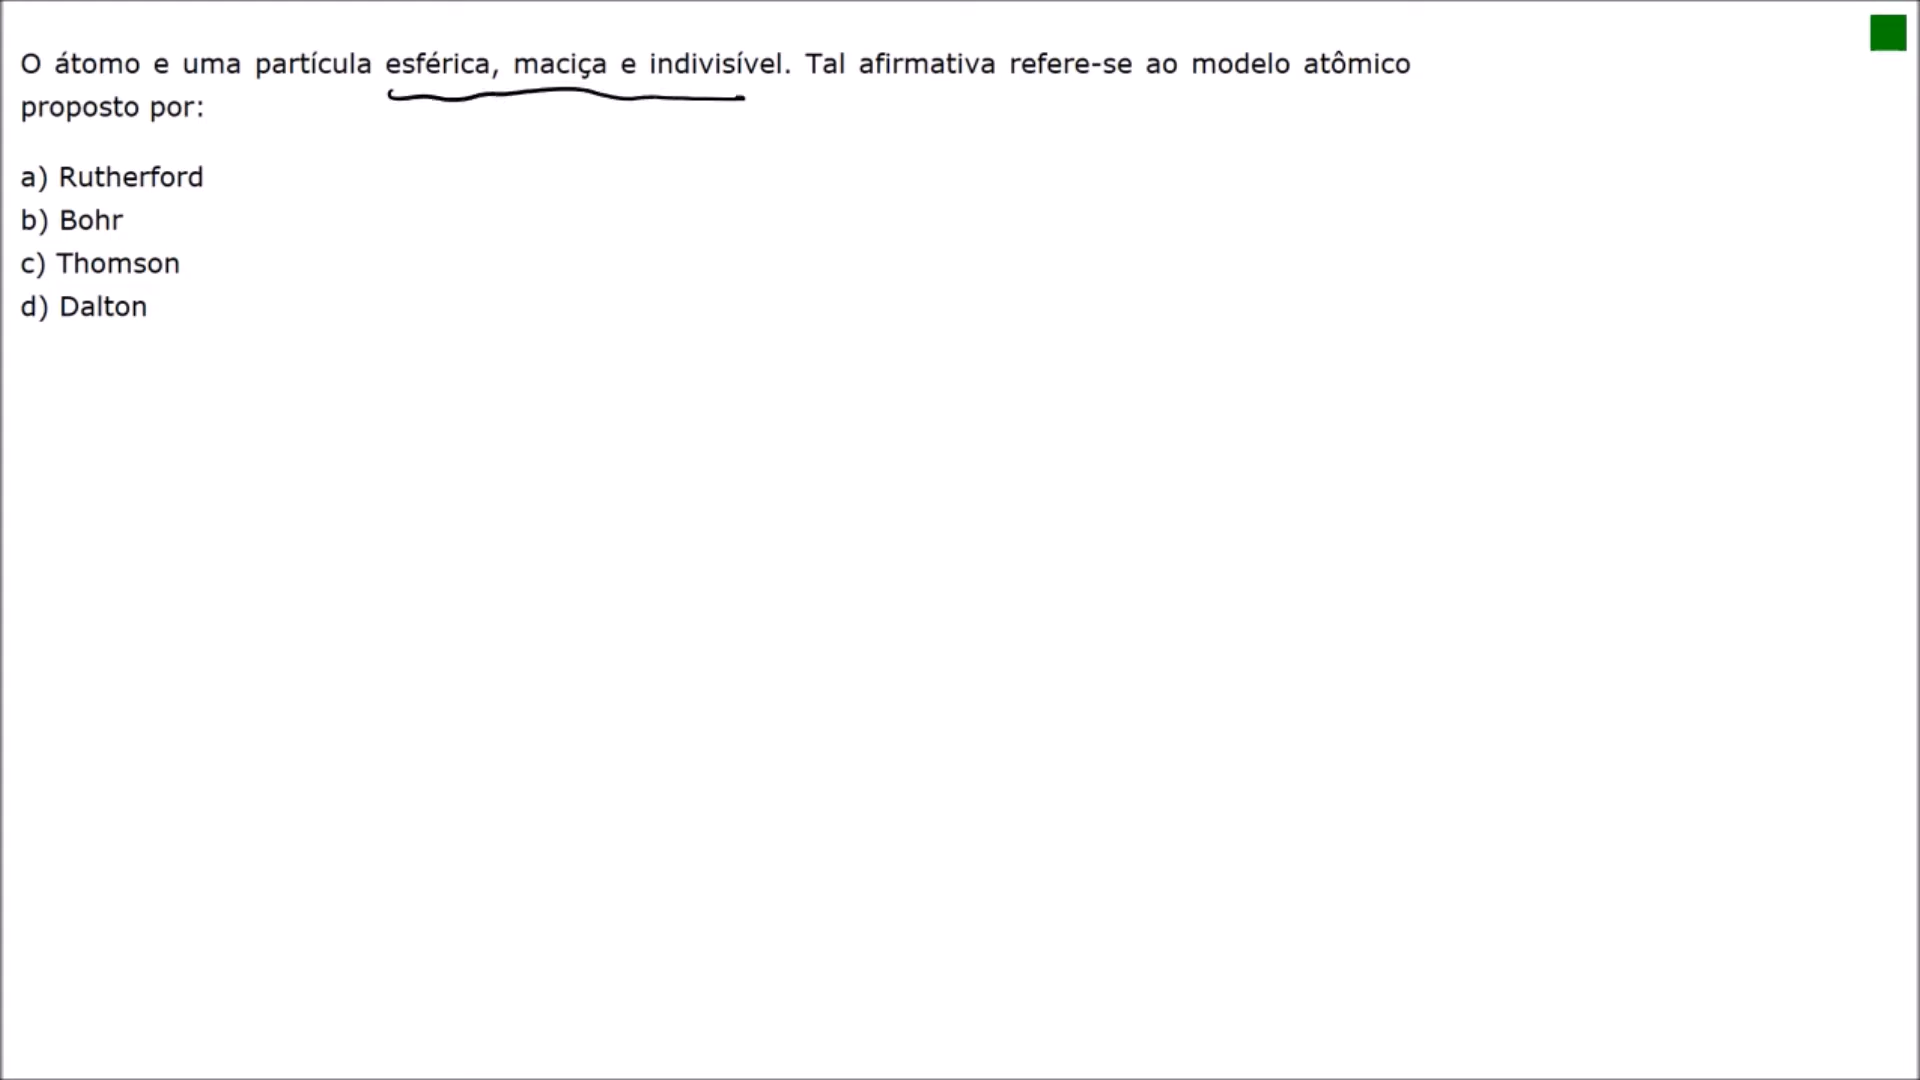 O átomo e uma partícula esférica, maciça e indivisível. Tal afirmativa refere-se ao modelo atômico
proposto por:
a) Rutherford
b) Bohr
c) Thomson
d) Dalton